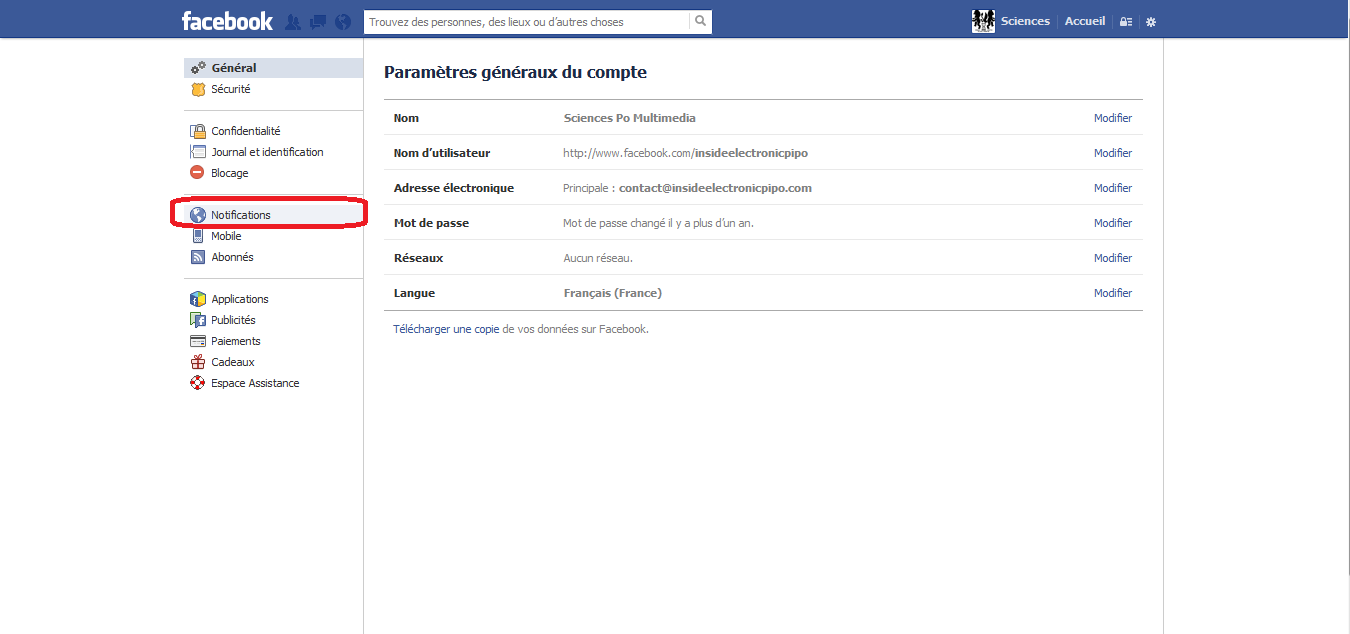 facebook
Trouvez des personnes, des lieux ou d'autres choses
Sciences
Accueil
Général
Sécurité
Confidentialité
Journal et identification
Blocage
Notifications
Mobile
Abonnés
Applications
Publicités
Paiements
Cadeaux
Espace Assistance
Paramètres généraux du compte
Nom Sciences Po Multimedia Modifier
Nom d'utilisateur http://www.facebook.com/insideelectronicpipo Modifier
Adresse électronique Principale : contact@insideelectronicpipo.com Modifier
Mot de passe Mot de passe changé il y a plus d'un an. Modifier
Réseaux Aucun réseau. Modifier
Langue Français (France) Modifier
Télécharger une copie de vos données sur Facebook.